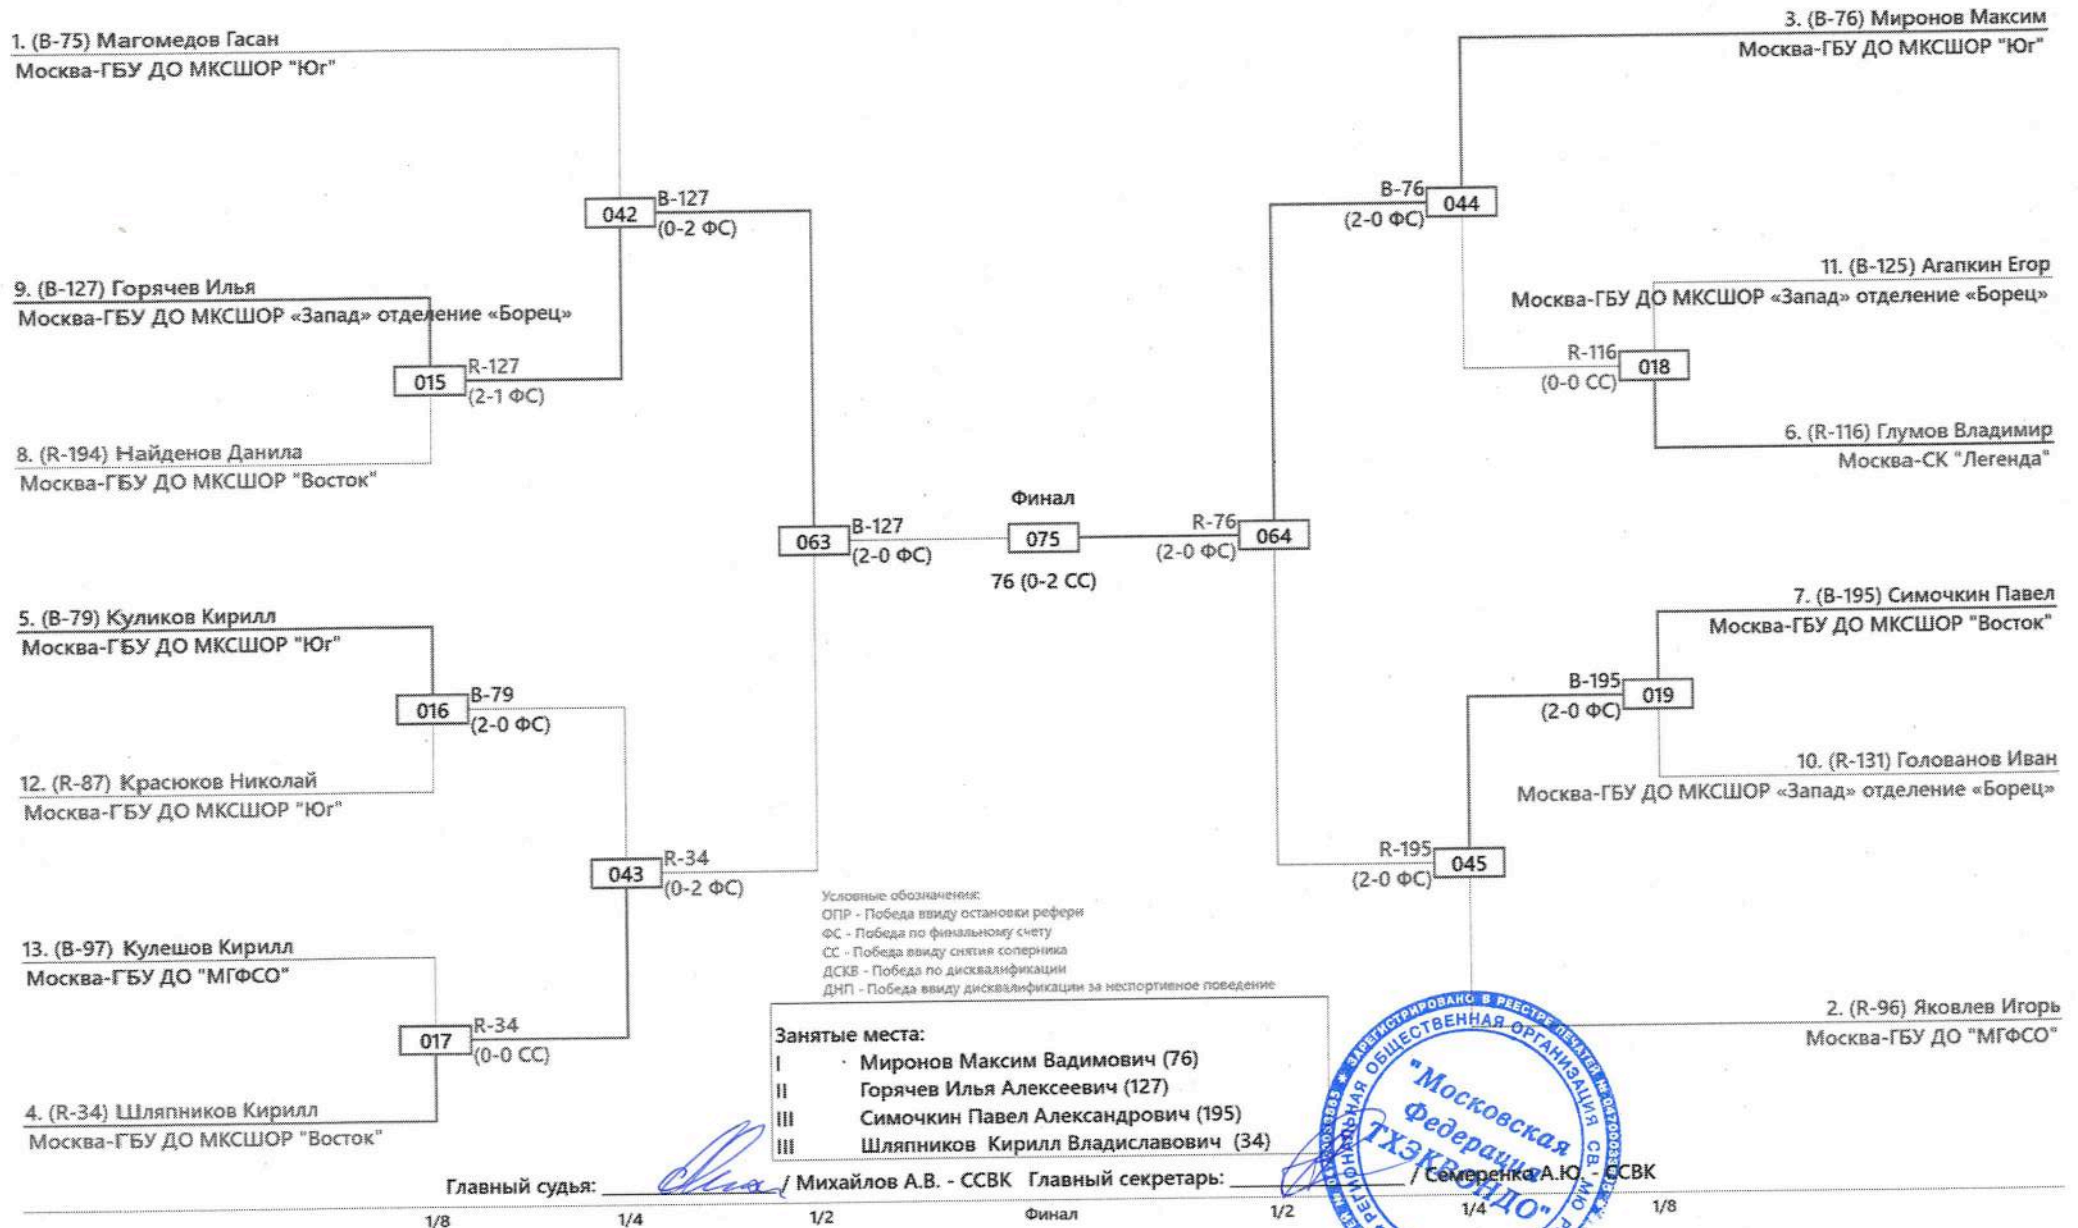 1. (B-75) Магомедов Гасан
Москва-ГБУ ДО МКСШОР "Юг"
042
B-127
(0-2 ФС)
9. (B-127) Горячев Илья
Москва-ГБУ ДО МКСШОР «Запад» отделение «Борец»
015
R-127
(2-1 ФС)
8. (R-194) Найденов Данила
Москва-ГБУ ДО МКСШОР "Восток"
063
B-127
(2-0 ФС)
5. (B-79) Куликов Кирилл
Москва-ГБУ ДО МКСШОР "Юг"
016
B-79
(2-0 ФС)
12. (R-87) Красюков Николай
Москва-ГБУ ДО МКСШОР "Юг"
043
R-34
(0-2 ФС)
13. (B-97) Кулешов Кирилл
Москва-ГБУ ДО "МГФСО"
017
R-34
(0-0 СС)
4. (R-34) Шляпников Кирилл
Москва-ГБУ ДО МКСШОР "Восток"
Финал
075
76 (0-2 СС)
3. (B-76) Миронов Максим
Москва-ГБУ ДО МКСШОР "Юг"
B-76
(2-0 ФС)
044
11. (B-125) Агапкин Егор
Москва-ГБУ ДО МКСШОР «Запад» отделение «Борец»
R-116
(0-0 СС)
018
6. (R-116) Глумов Владимир
Москва-СК "Легенда"
R-76
(2-0 ФС)
064
7. (B-195) Симочкин Павел
Москва-ГБУ ДО МКСШОР "Восток"
B-195
(2-0 ФС)
019
10. (R-131) Голованов Иван
Москва-ГБУ ДО МКСШОР «Запад» отделение «Борец»
R-195
(2-0 ФС)
045
2. (R-96) Яковлев Игорь
Москва-ГБУ ДО "МГФСО"
Условные обозначения:
ОПР - Победа ввиду остановки рефери
ФС - Победа по финальному счету
СС - Победа ввиду снятия соперника
ДСКВ - Победа по дисквалификации
ДНП - Победа ввиду дисквалификации за неспортивное поведение
Занятые места:
I Миронов Максим Вадимович (76)
II Горячев Илья Алексеевич (127)
III Симочкин Павел Александрович (195)
III Шляпников Кирилл Владиславович (34)
ЗАРЕГИСТРИРОВАНО В РЕЕСТРЕ ПЕЧАТЕЙ
РЕГИОНАЛЬНАЯ ОБЩЕСТВЕННАЯ ОРГАНИЗАЦИЯ
"Московская
Федерация
ТХЭКВОНДО"
Главный судья: / Михайлов А.В. - ССВК Главный секретарь: / Семеренко А.Ю. - ССВК
1/8 1/4 1/2 Финал 1/2 1/4 1/8